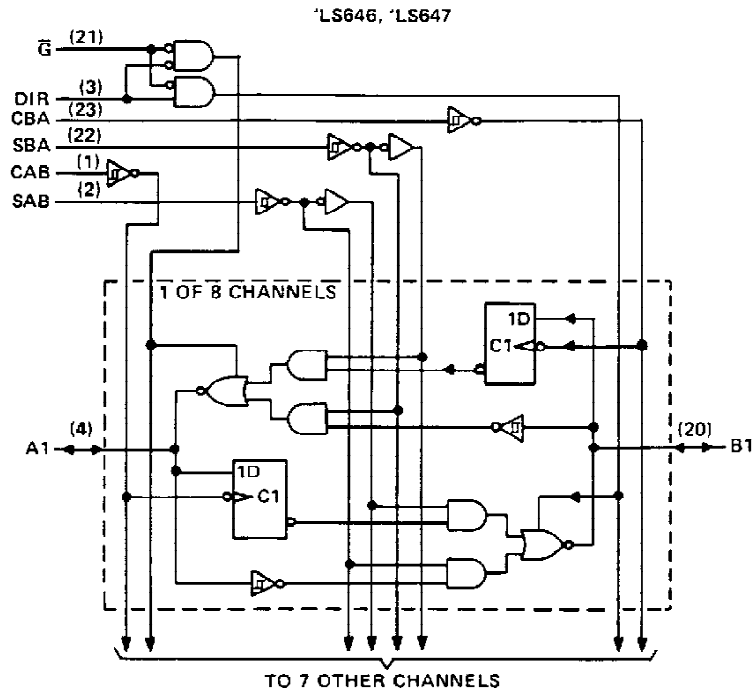 'LS646, 'LS647
G̅ (21)
DIR (3)
CBA (23)
SBA (22)
CAB (1)
SAB (2)
1 OF 8 CHANNELS
1D
C1
A1 (4)
(20) B1
1D
C1
TO 7 OTHER CHANNELS